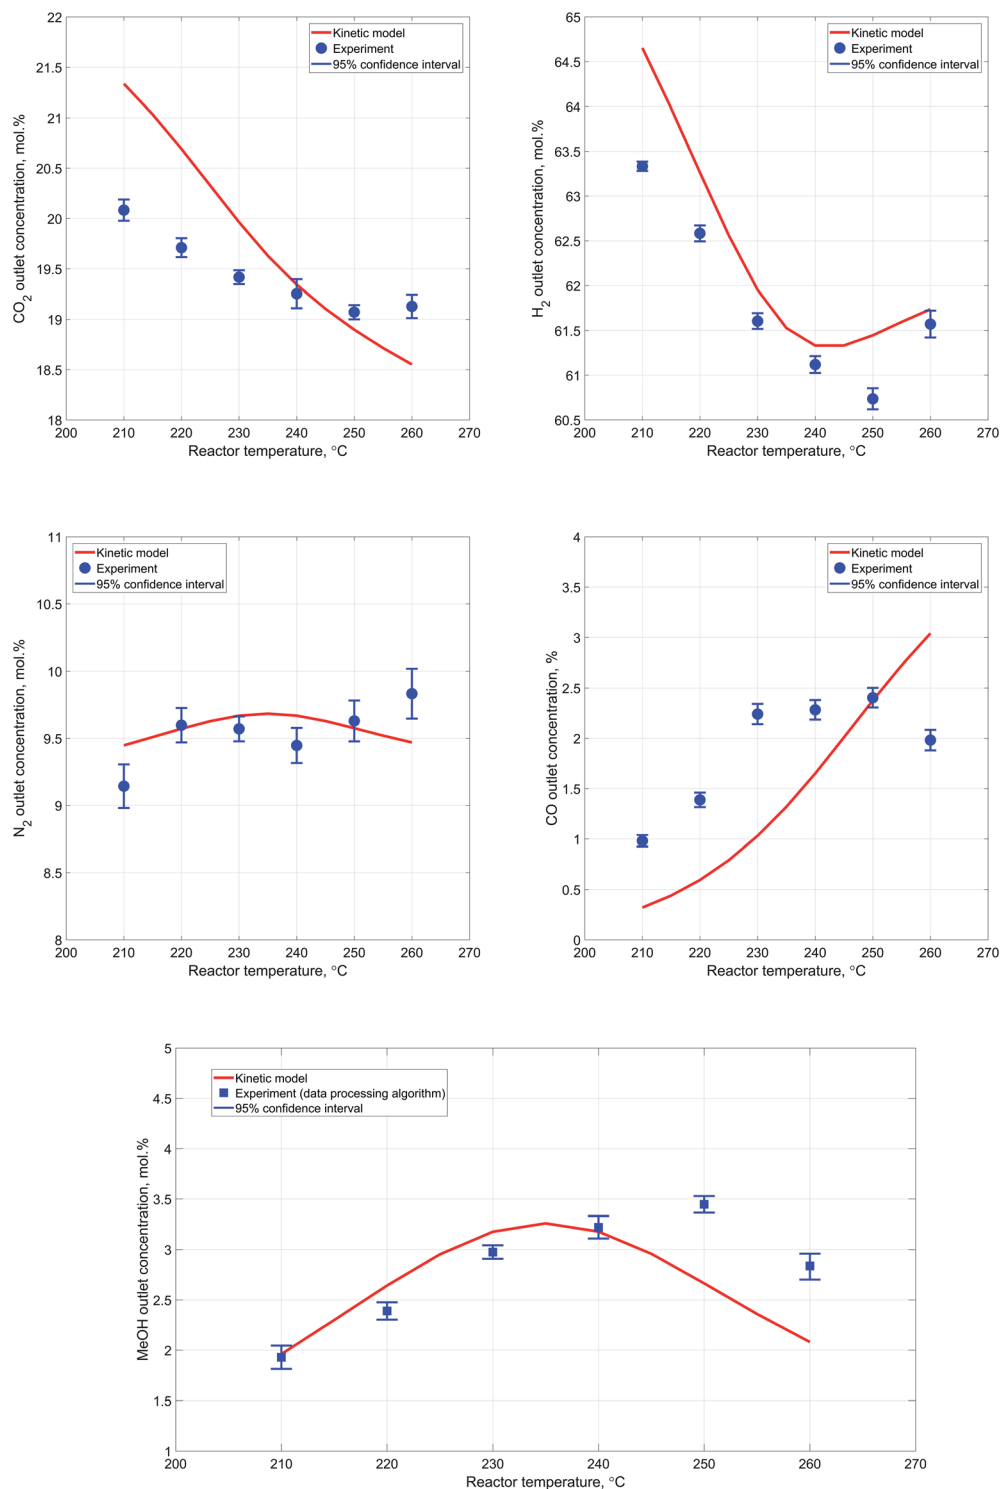 22
21.5
21
20.5
20
19.5
19
18.5
18
200 210 220 230 240 250 260 270
Reactor temperature, °C
CO2 outlet concentration, mol.%
Kinetic model
Experiment
95% confidence interval
65
64.5
64
63.5
63
62.5
62
61.5
61
60.5
200 210 220 230 240 250 260 270
Reactor temperature, °C
H2 outlet concentration, mol.%
Kinetic model
Experiment
95% confidence interval
11
10.5
10
9.5
9
8.5
8
200 210 220 230 240 250 260 270
Reactor temperature, °C
N2 outlet concentration, mol.%
Kinetic model
Experiment
95% confidence interval
4
3.5
3
2.5
2
1.5
1
0.5
0
200 210 220 230 240 250 260 270
Reactor temperature, °C
CO outlet concentration, %
Kinetic model
Experiment
95% confidence interval
5
4.5
4
3.5
3
2.5
2
1.5
1
200 210 220 230 240 250 260 270
Reactor temperature, °C
MeOH outlet concentration, mol.%
Kinetic model
Experiment (data processing algorithm)
95% confidence interval